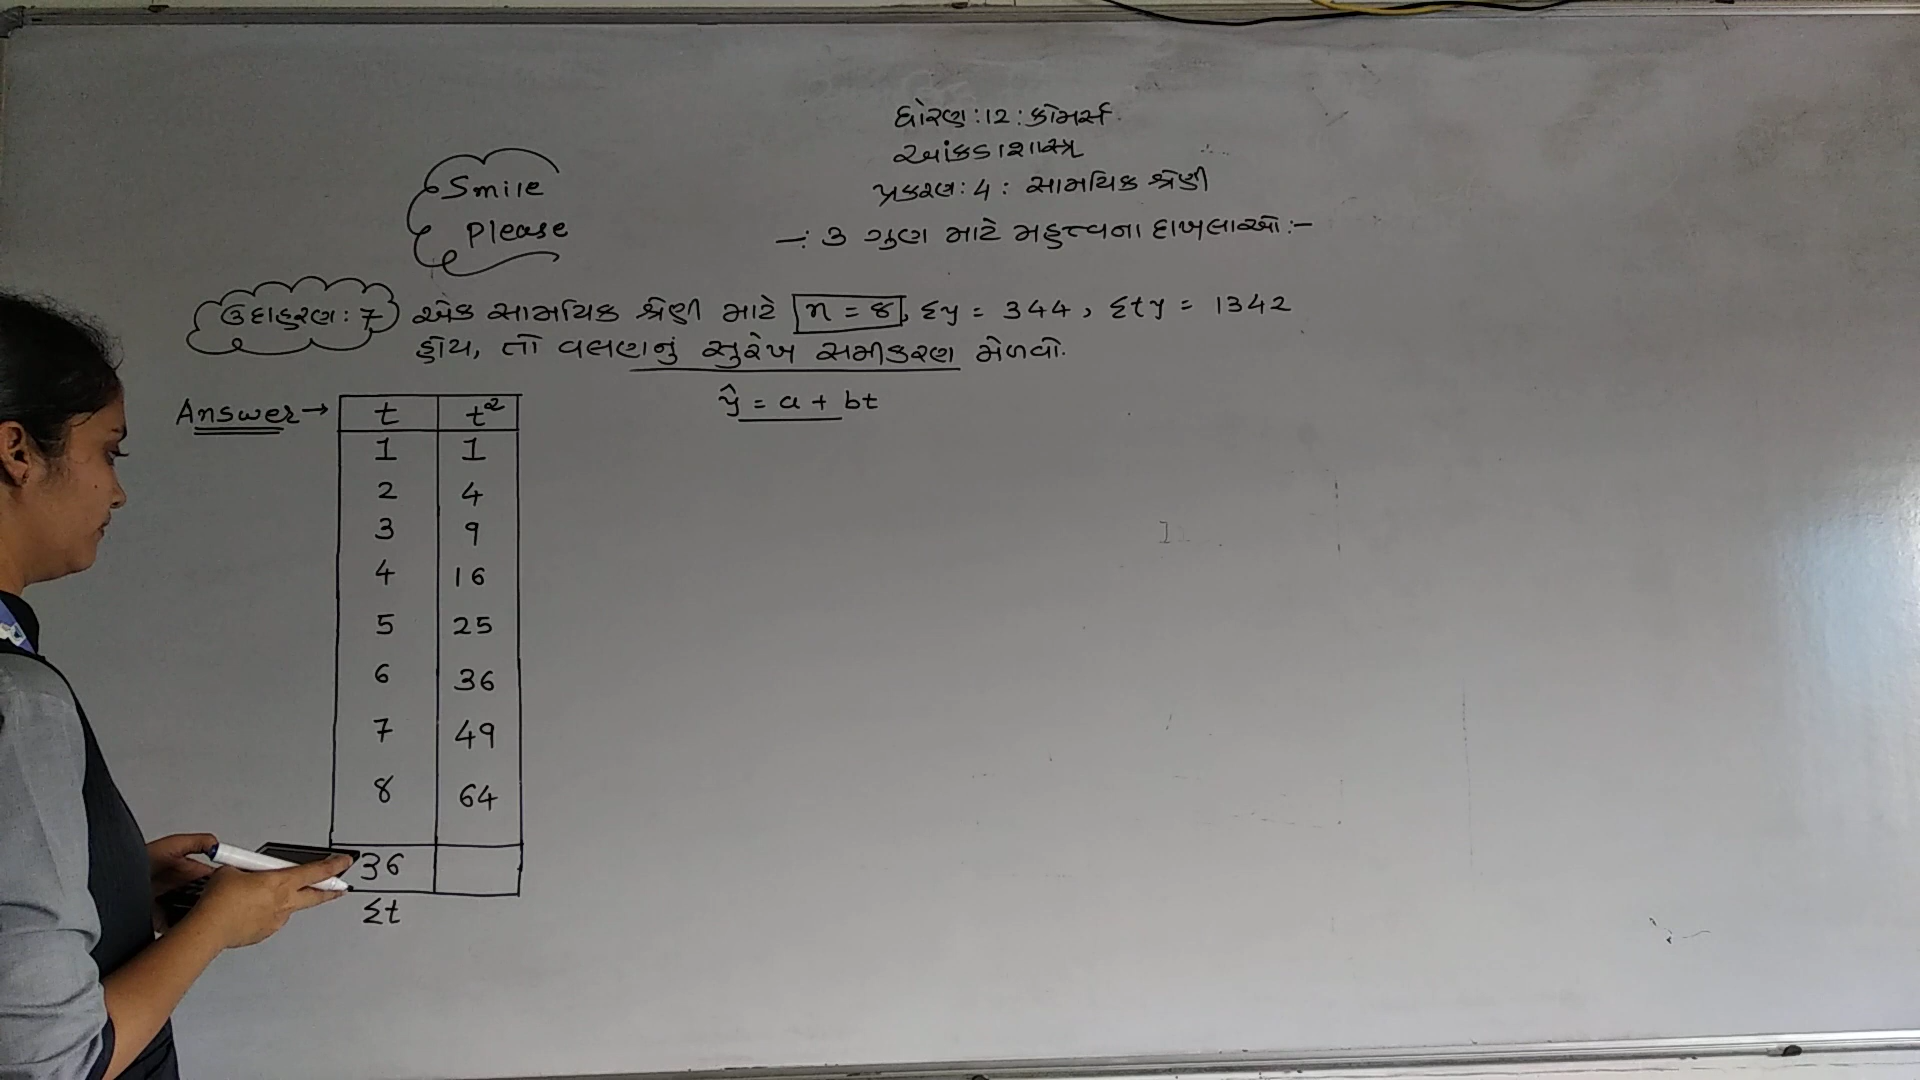 ધોરણ:12:કોમર્સ.
આંકડાશાસ્ત્ર
પ્રકરણ:4: સામયિક શ્રેણી
-: 3 ગુણ માટે મહત્ત્વના દાખલાઓ:-
Smile
Please
ઉદાહરણ:7 એક સામયિક શ્રેણી માટે n = 8, Σy = 344, Σty = 1342
હોય, તો વલણનું સુરેખ સમીકરણ મેળવો.
ŷ = a + bt
Answer→
t t²
1 1
2 4
3 9
4 16
5 25
6 36
7 49
8 64
36
Σt